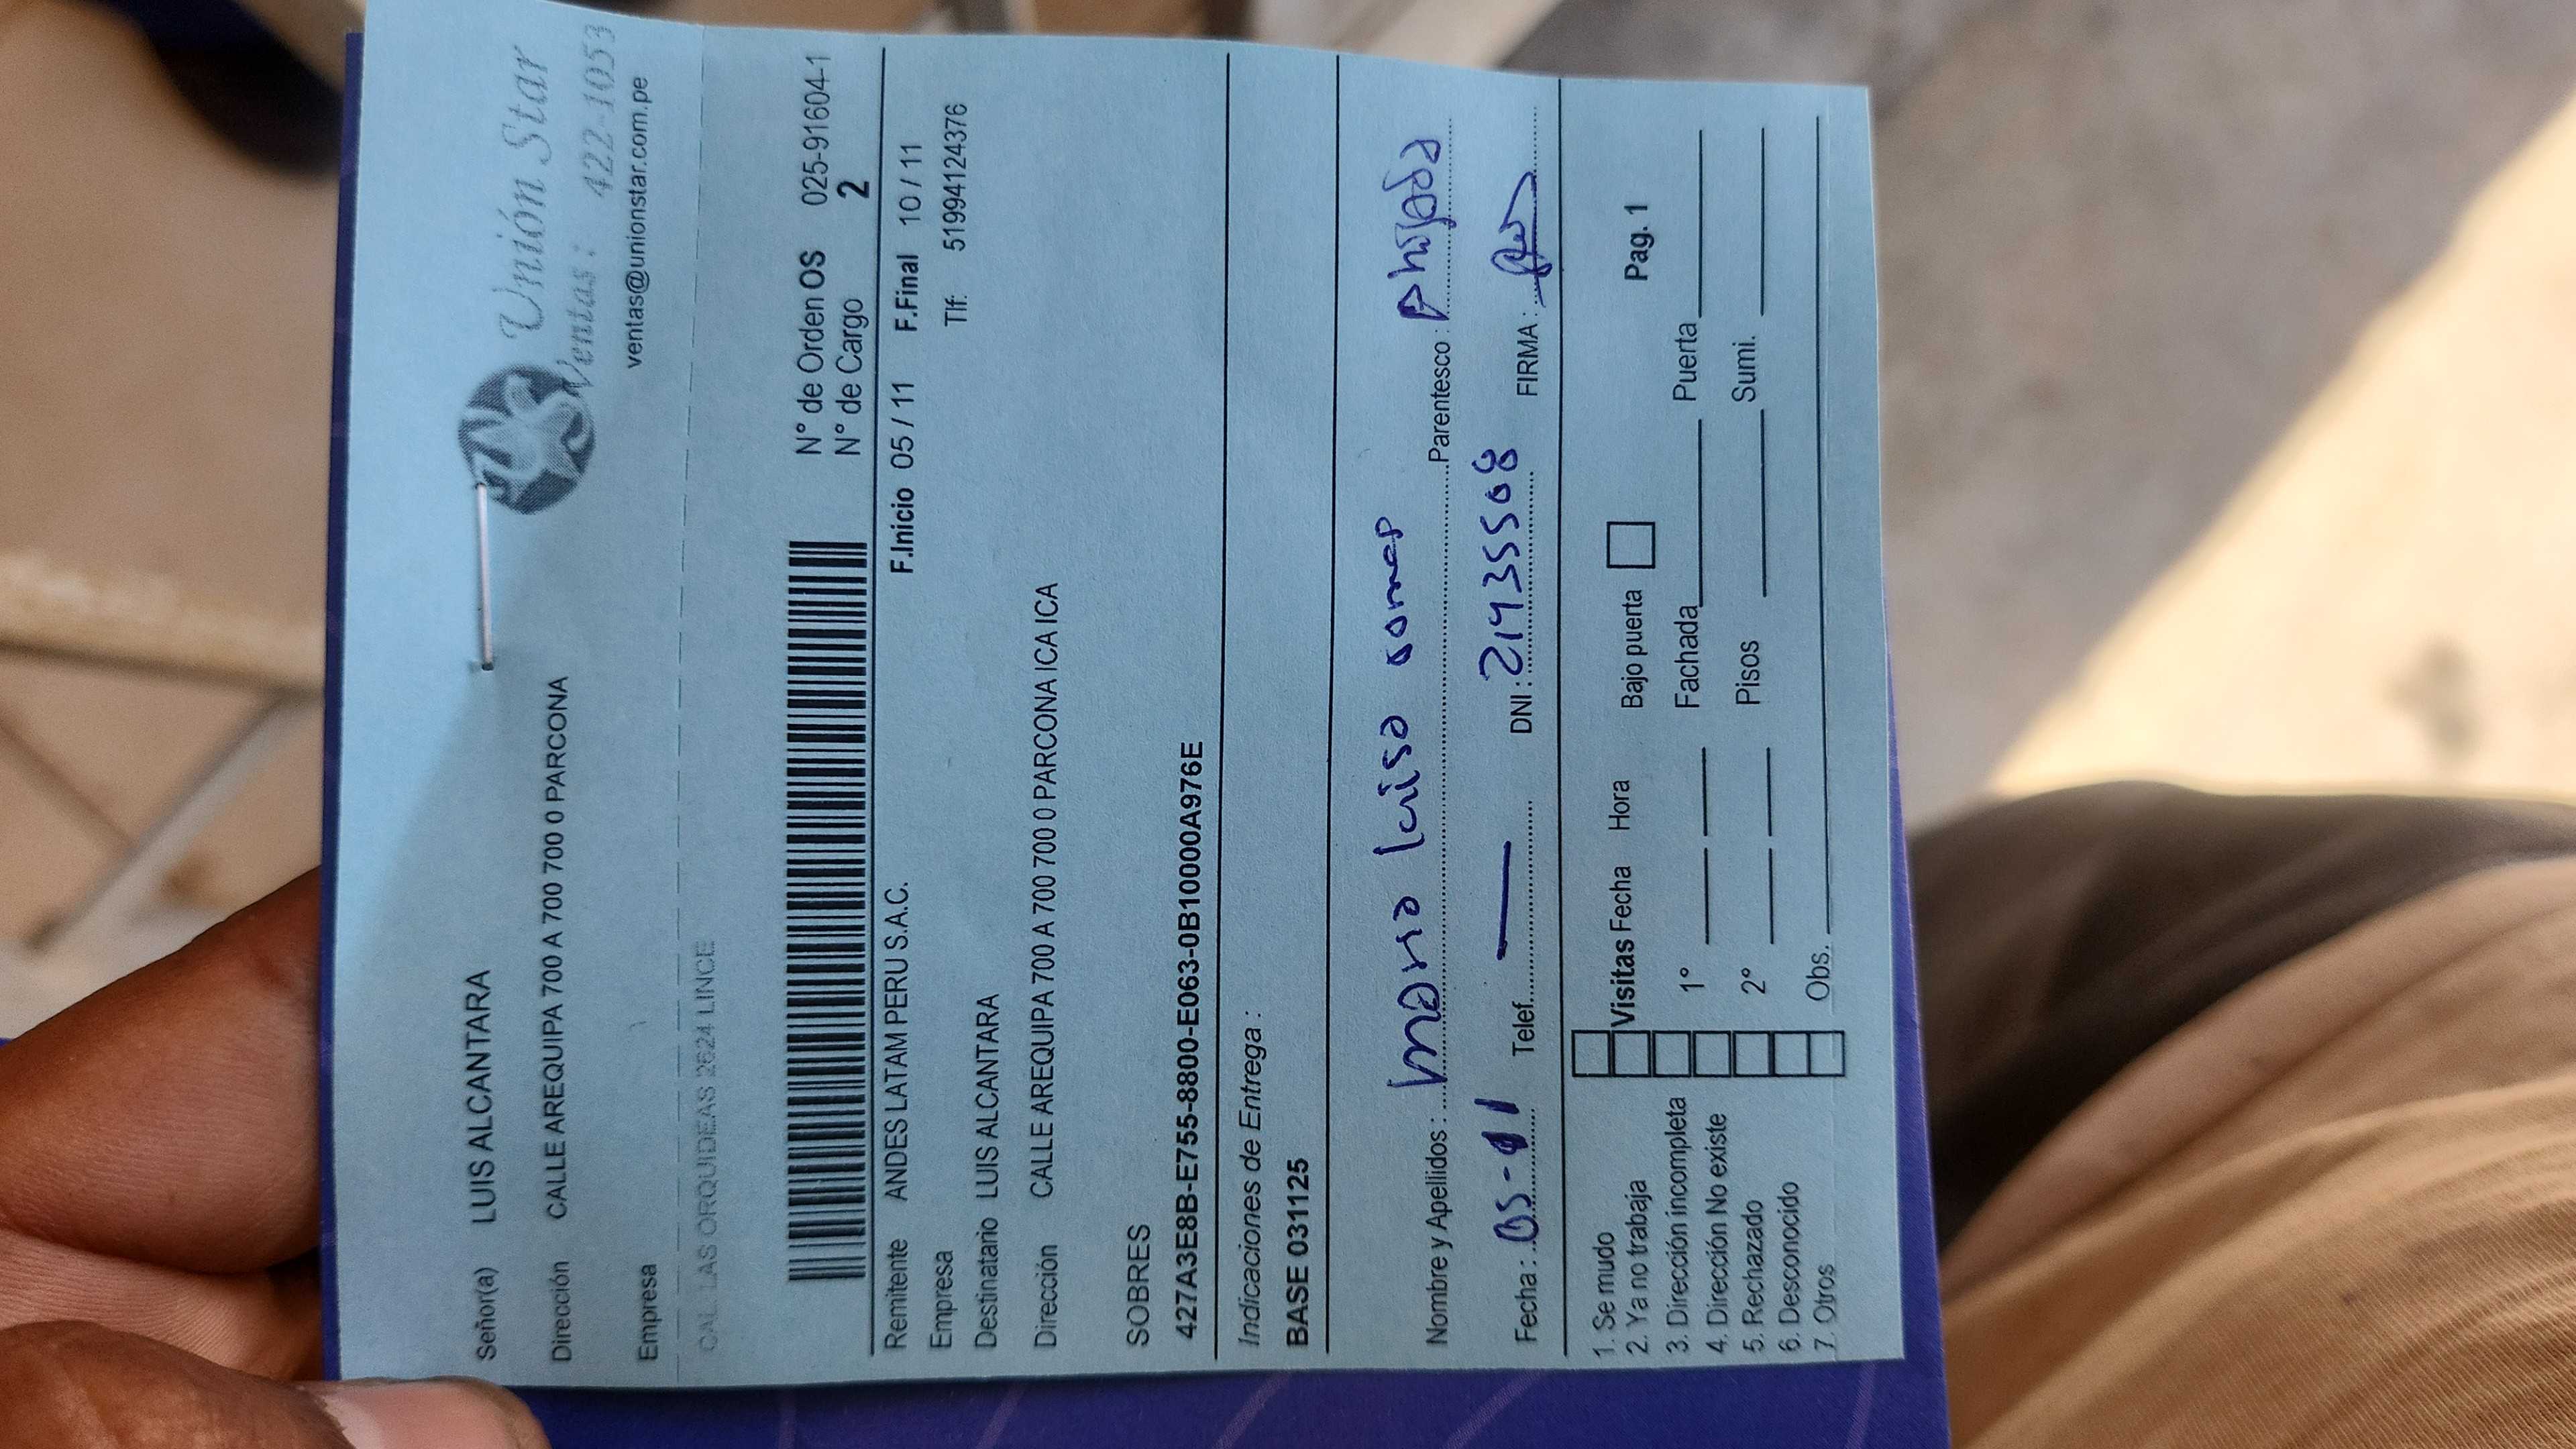 Unión Star
Ventas: 422-1053
ventas@unionstar.com.pe
Señor(a) LUIS ALCANTARA
Dirección CALLE AREQUIPA 700 A 700 700 0 PARCONA
Empresa
CAL. LAS ORQUIDEAS 2624 LINCE
N° de Orden OS 025-91604-1
N° de Cargo 2
Remitente ANDES LATAM PERU S.A.C. F.Inicio 05 / 11 F.Final 10 / 11
Empresa Tlf: 51994124376
Destinatario LUIS ALCANTARA
Dirección CALLE AREQUIPA 700 A 700 700 0 PARCONA ICA ICA
SOBRES
427A3E8B-E755-8800-E063-0B10000A976E
Indicaciones de Entrega :
BASE 031125
Nombre y Apellidos : maria luisa Parentesco : ahijada
Fecha : 05-11 Telef. — DNI : 21435508 FIRMA :
1. Se mudo
2. Ya no trabaja Visitas Fecha Hora Bajo puerta Pag. 1
3. Dirección incompleta
4. Dirección No existe 1° Fachada Puerta
5. Rechazado
6. Desconocido 2° Pisos Sumi.
7. Otros Obs.